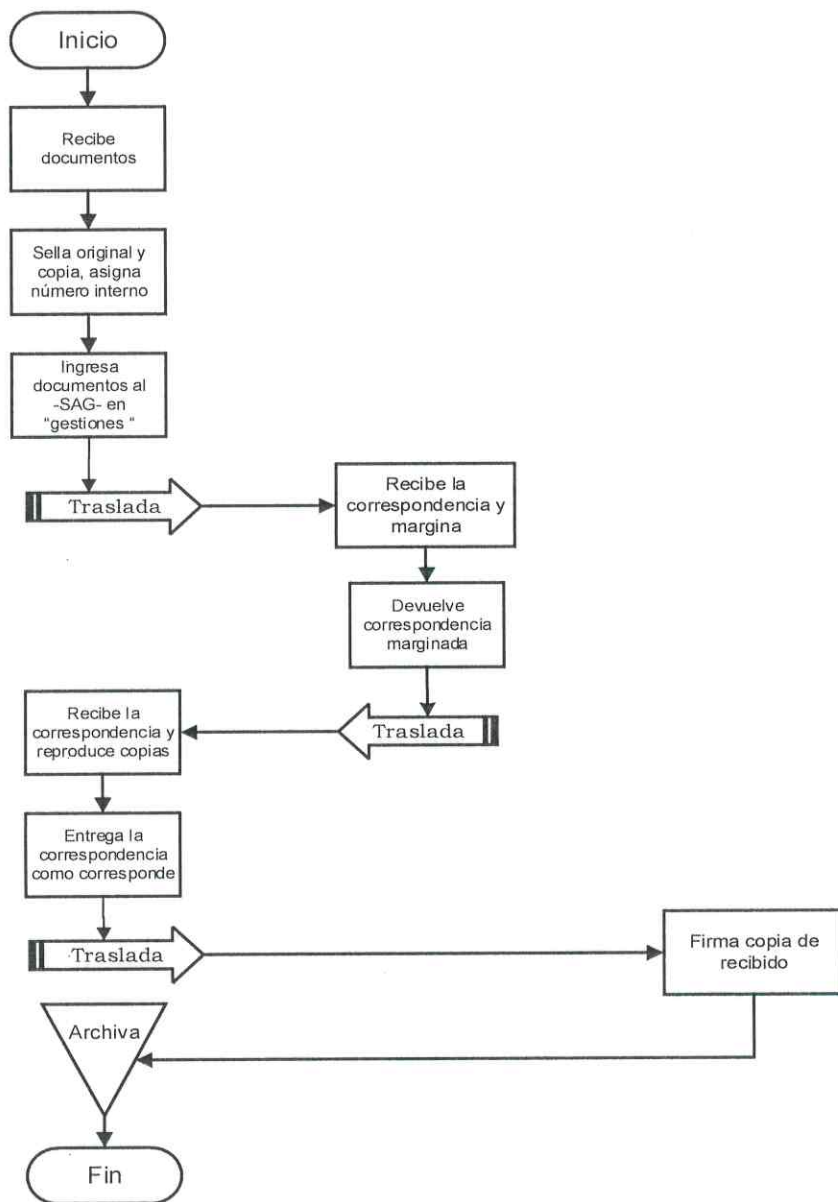 Inicio
Recibe
documentos
Sella original y
copia, asigna
número interno
Ingresa
documentos al
-SAG- en
"gestiones "
Traslada
Recibe la
correspondencia y
margina
Devuelve
correspondencia
marginada
Traslada
Recibe la
correspondencia y
reproduce copias
Entrega la
correspondencia
como corresponde
Traslada
Firma copia de
recibido
Archiva
Fin